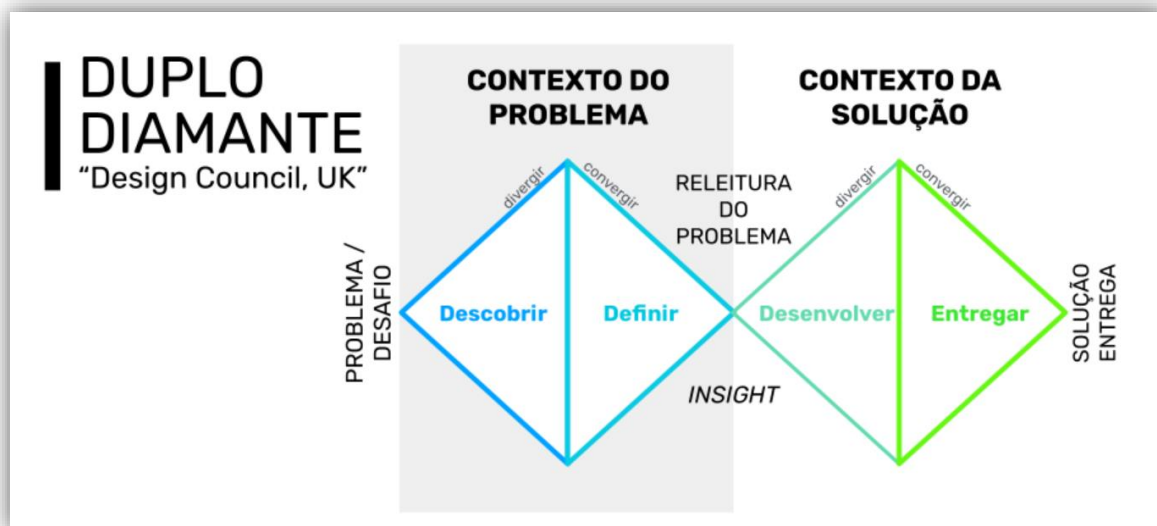 DUPLO
DIAMANTE
“Design Council, UK”
CONTEXTO DO
PROBLEMA
CONTEXTO DA
SOLUÇÃO
divergir
convergir
RELEITURA
DO
PROBLEMA
divergir
convergir
PROBLEMA /
DESAFIO
Descobrir
Definir
Desenvolver
Entregar
SOLUÇÃO
ENTREGA
INSIGHT